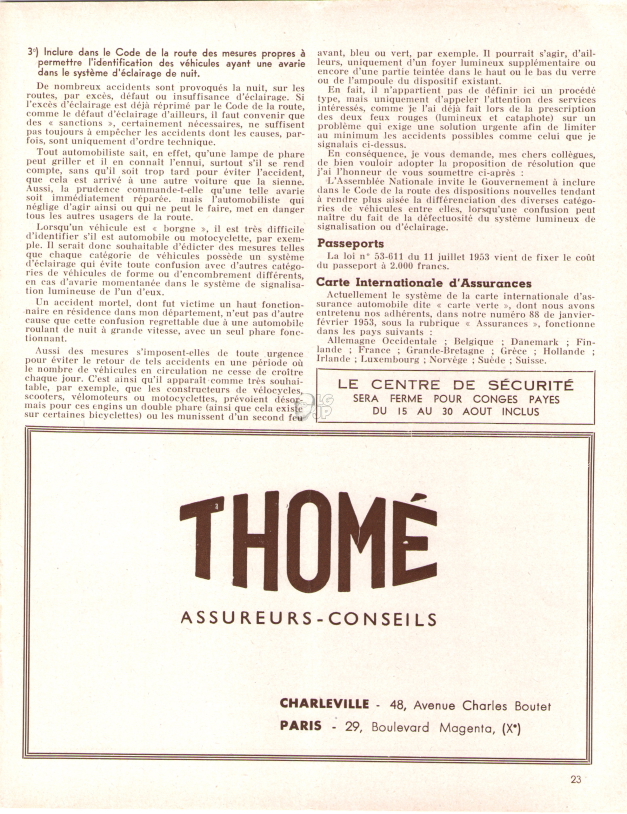 3°) Inclure dans le Code de la route des mesures propres à
permettre l'identification des véhicules ayant une avarie
dans le système d'éclairage de nuit.
De nombreux accidents sont provoqués la nuit, sur les
routes, par excès, défaut ou insuffisance d'éclairage. Si
l'excès d'éclairage est déjà réprimé par le Code de la Route,
comme le défaut d'éclairage d'ailleurs, il faut convenir que
des « sanctions », certainement nécessaires, ne suffisent
pas toujours à empêcher les accidents dont les causes, par-
fois, sont uniquement d'ordre technique.
Tout automobiliste sait, en effet, qu'une lampe de phare
peut griller et il en connaît l'ennui, surtout s'il se rend
compte, sans qu'il soit trop tard pour éviter l'accident,
que cela est arrivé à une autre voiture que la sienne.
Aussi, la prudence commande-t-elle qu'une telle avarie
soit immédiatement réparée. mais l'automobiliste qui
néglige d'agir ainsi ou qui ne peut le faire, met en danger
tous les autres usagers de la route.
Lorsqu'un véhicule est « borgne », il est très difficile
d'identifier s'il est automobile ou motocyclette, par exem-
ple. Il serait donc souhaitable d'édicter des mesures telles
que chaque catégorie de véhicules possède un système
d'éclairage qui évite toute confusion avec d'autres catégo-
ries de véhicules de forme ou d'encombrement différents,
en cas d'avarie momentanée dans le système de signalisa-
tion lumineuse de l'un d'eux.
Un accident mortel, dont fut victime un haut fonction-
naire en résidence dans mon département, n'eut pas d'autre
cause que cette confusion regrettable due à une automobile
roulant de nuit à grande vitesse, avec un seul phare fonc-
tionnant.
Aussi des mesures s'imposent-elles de toute urgence
pour éviter le retour de tels accidents en une période où
le nombre de véhicules en circulation ne cesse de croître
chaque jour. C'est ainsi qu'il apparaît comme très souhai-
table, par exemple, que les constructeurs de vélocycles,
scooters, vélomoteurs ou motocyclettes, prévoient désor-
mais pour ces engins un double phare (ainsi que cela existe
sur certaines bicyclettes) ou les munissent d'un second feu
avant, bleu ou vert, par exemple. Il pourrait s'agir, d'ail-
leurs, uniquement d'un foyer lumineux supplémentaire ou
encore d'une partie teintée dans le haut ou le bas du verre
ou de l'ampoule du dispositif existant.
En fait, il n'appartient pas de définir ici un procédé
type, mais uniquement d'appeler l'attention des services
intéressés, comme je l'ai déjà fait lors de la prescription
des deux feux rouges (lumineux et cataphote) sur un
problème qui exige une solution urgente afin de limiter
au minimum les accidents possibles comme celui que je
signalais ci-dessus.
En conséquence, je vous demande, mes chers collègues,
de bien vouloir adopter la proposition de résolution que
j'ai l'honneur de vous soumettre ci-après :
L'Assemblée Nationale invite le Gouvernement à inclure
dans le Code de la Route des dispositions nouvelles tendant
à rendre plus aisée la différenciation des diverses catégo-
ries de véhicules entre elles, lorsqu'une confusion peut
naître du fait de la défectuosité du système lumineux de
signalisation ou d'éclairage.
Passeports
La loi n° 53-611 du 11 juillet 1953 vient de fixer le coût
du passeport à 2.000 francs.
Carte Internationale d'Assurances
Actuellement le système de la carte internationale d'as-
surance automobile dite « carte verte », dont nous avons
entretenu nos adhérents, dans notre numéro 88 de janvier-
février 1953, sous la rubrique « Assurances », fonctionne
dans les pays suivants :
Allemagne Occidentale ; Belgique ; Danemark ; Fin-
lande ; France ; Grande-Bretagne ; Grèce ; Hollande ;
Irlande ; Luxembourg ; Norvège ; Suède ; Suisse.
LE CENTRE DE SÉCURITÉ
SERA FERME POUR CONGES PAYES
DU 15 AU 30 AOUT INCLUS
THOMÉ
ASSUREURS-CONSEILS
CHARLEVILLE - 48, Avenue Charles Boutet
PARIS - 29, Boulevard Magenta, (X°)
23